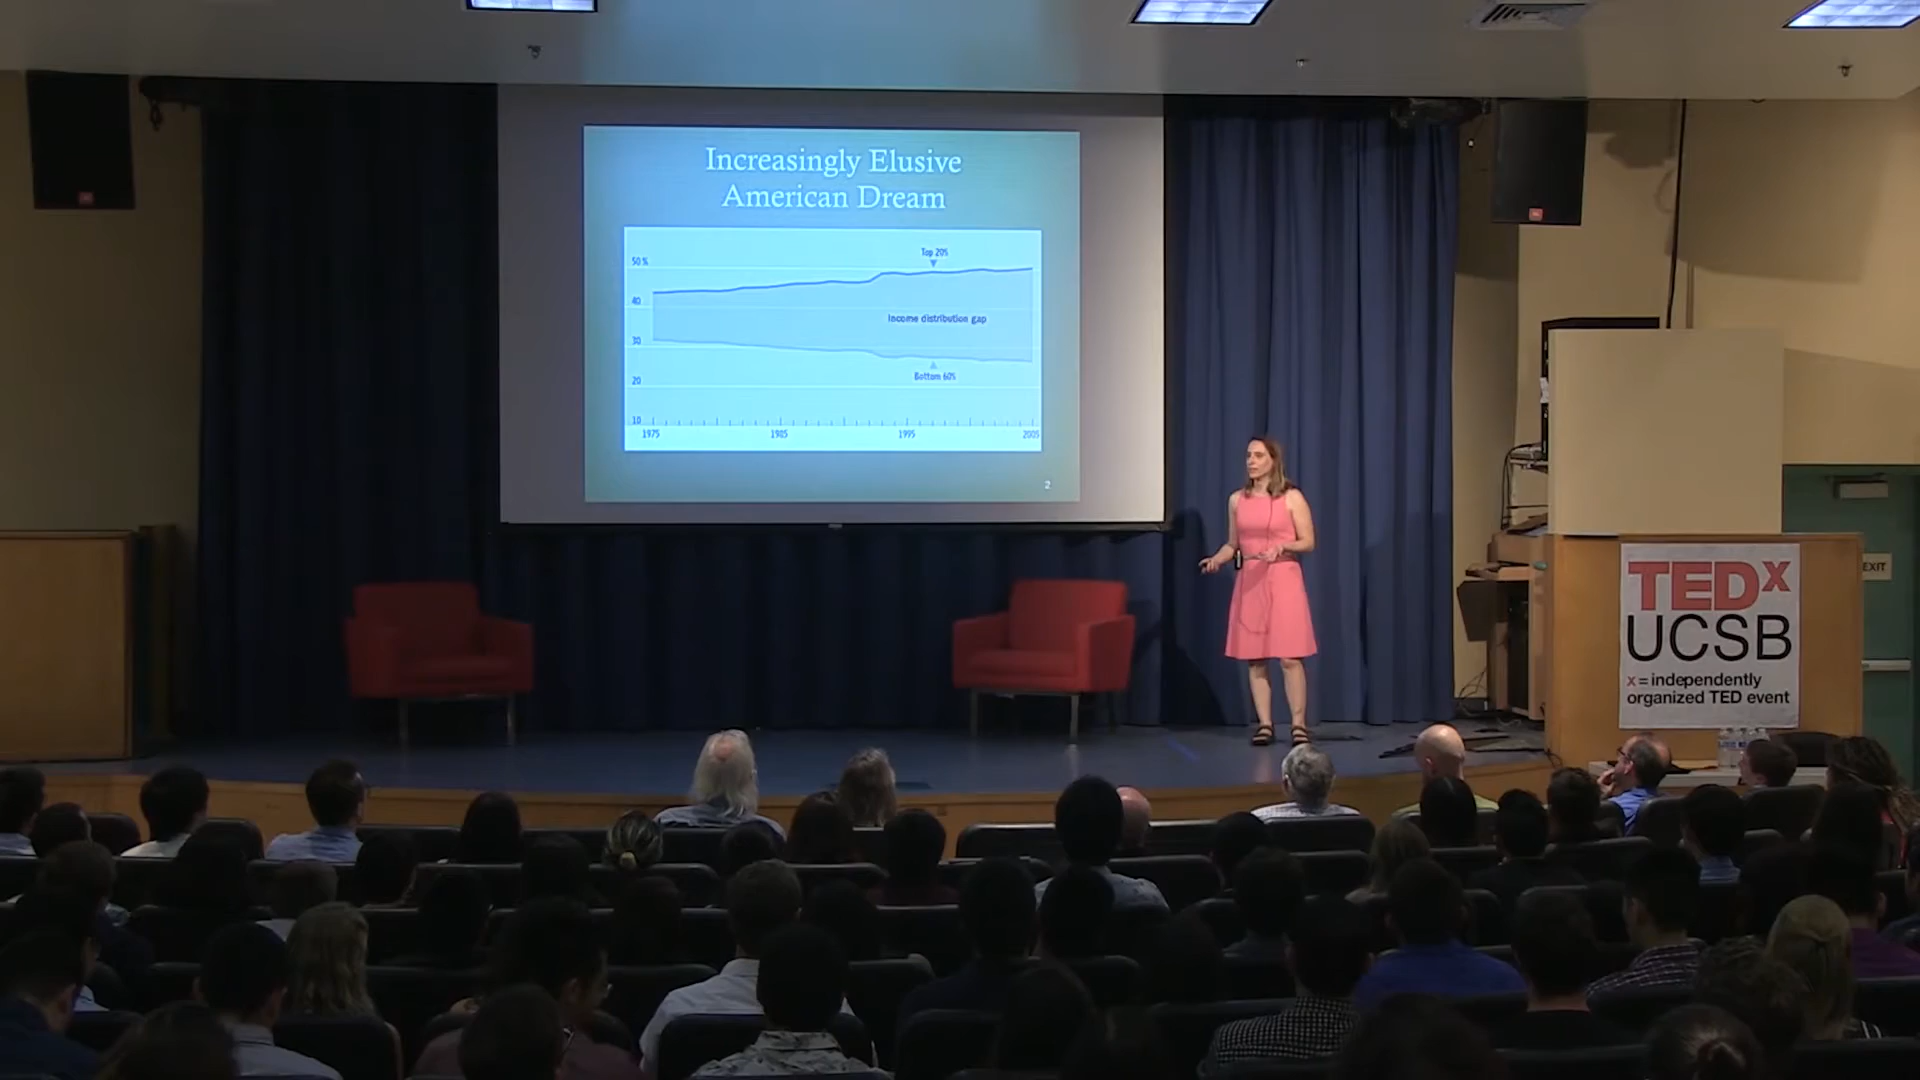 Increasingly Elusive
American Dream
Top 20%
50%
40
Income distribution gap
30
Bottom 60%
20
10
1975 1985 1995 2005
2
EXIT
TEDx
UCSB
x = independently
organized TED event